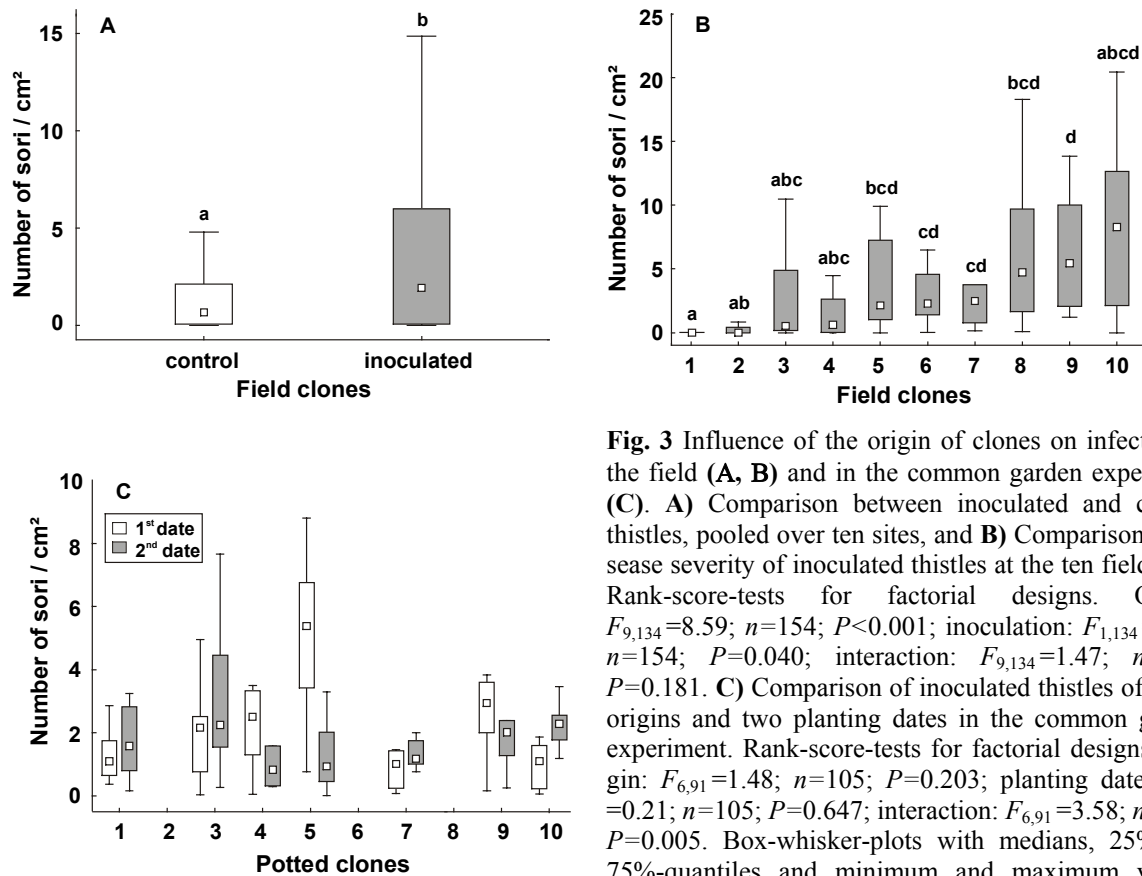 A
Number of sori / cm²
15
10
5
0
a
b
control
inoculated
Field clones
B
Number of sori / cm²
25
20
15
10
5
0
a
ab
abc
abc
bcd
cd
cd
bcd
d
abcd
1 2 3 4 5 6 7 8 9 10
Field clones
C
Number of sori / cm²
10
8
6
4
2
0
1st date
2nd date
1 2 3 4 5 6 7 8 9 10
Potted clones
Fig. 3 Influence of the origin of clones on infect
the field (A, B) and in the common garden exper
(C). A) Comparison between inoculated and c
thistles, pooled over ten sites, and B) Comparison
sease severity of inoculated thistles at the ten field
Rank-score-tests for factorial designs. O
F9,134=8.59; n=154; P<0.001; inoculation: F1,134
n=154; P=0.040; interaction: F9,134=1.47; n
P=0.181. C) Comparison of inoculated thistles of
origins and two planting dates in the common g
experiment. Rank-score-tests for factorial designs
gin: F6,91=1.48; n=105; P=0.203; planting date
=0.21; n=105; P=0.647; interaction: F6,91=3.58; n
P=0.005. Box-whisker-plots with medians, 25%
75%-quantiles and minimum and maximum v